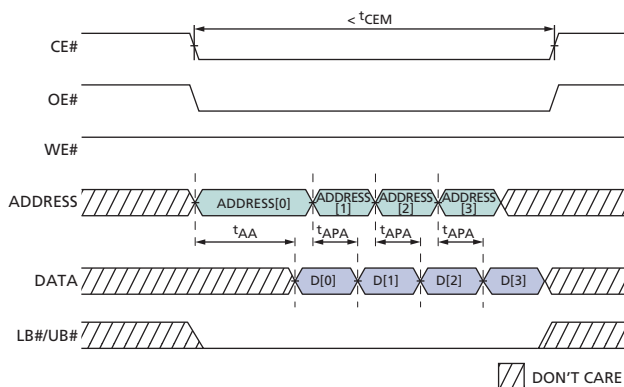 < tCEM
CE#
OE#
WE#
ADDRESS
ADDRESS[0]
ADDRESS
[1]
ADDRESS
[2]
ADDRESS
[3]
tAA
tAPA
tAPA
tAPA
DATA
D[0]
D[1]
D[2]
D[3]
LB#/UB#
DON'T CARE